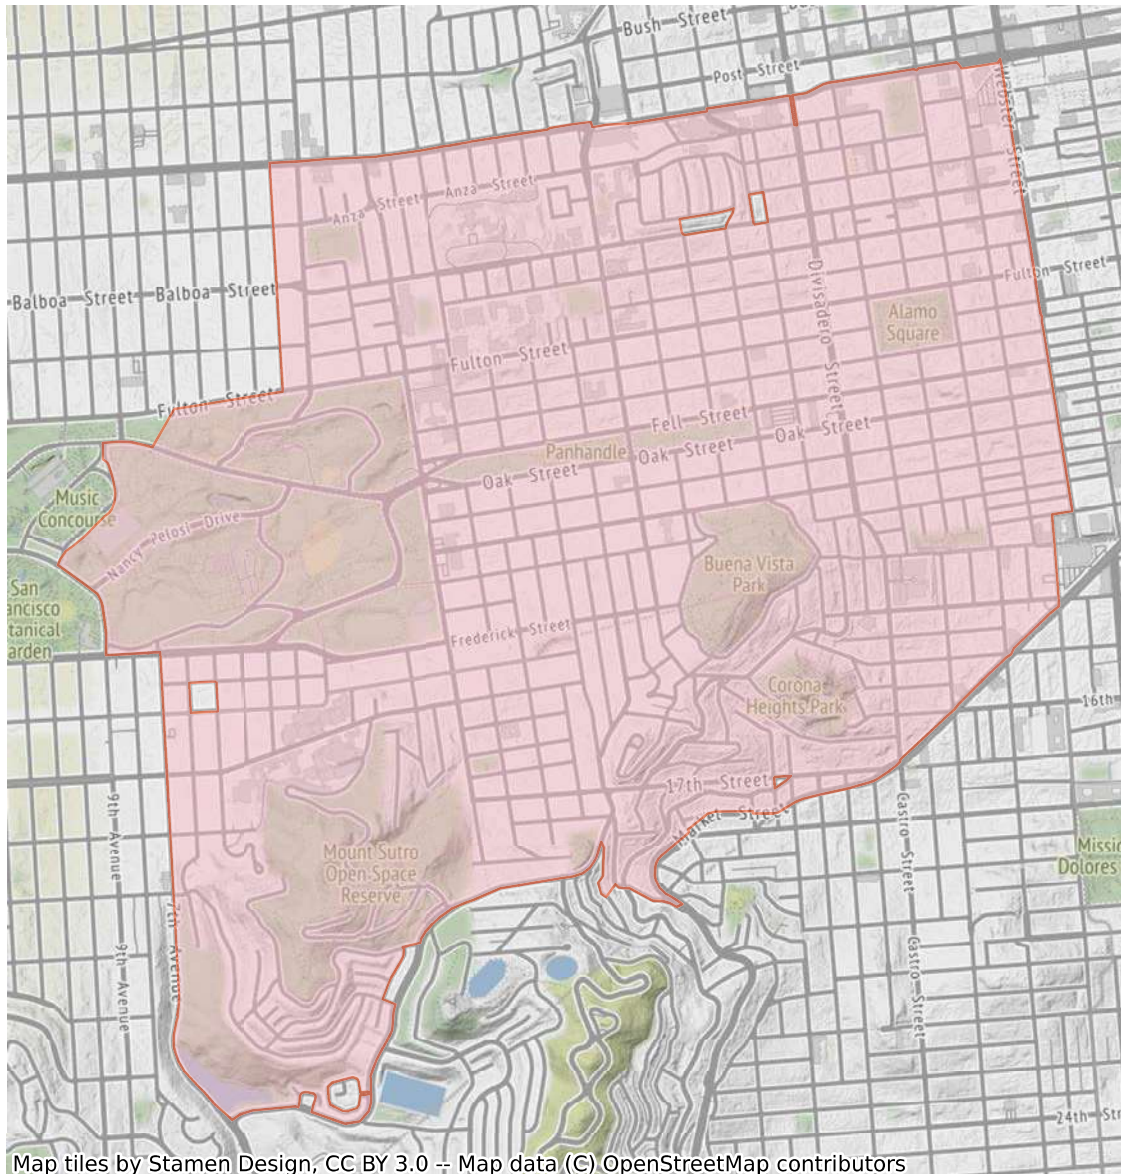 Bush Street
Post Street
Webster Street
Anza Street
Anza Street
Balboa Street
Balboa Street
Divisadero Street
Fulton Street
Alamo
Square
Fulton Street
Fulton Street
Fell Street
Panhandle
Oak Street
Oak Street
Oak Street
Music
Concourse
Nancy Pelosi Drive
Buena Vista
Park
San
ancisco
tanical
arden
Frederick Street
Corona
Heights Park
16th
17th Street
Market Street
9th Avenue
Castro Street
Mount Sutro
Open Space
Reserve
Missic
Dolores
7th Avenue
9th Avenue
Castro Street
24th Str
Map tiles by Stamen Design, CC BY 3.0 -- Map data (C) OpenStreetMap contributors